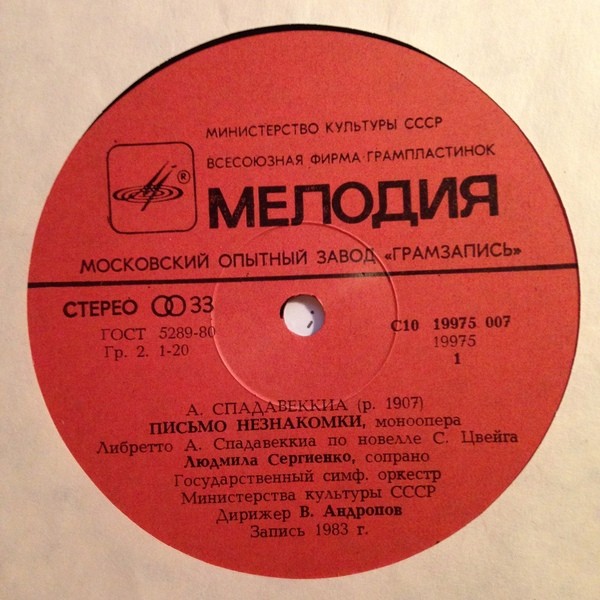 МИНИСТЕРСТВО КУЛЬТУРЫ СССР
ВСЕСОЮЗНАЯ ФИРМА ГРАМПЛАСТИНОК
®
МЕЛОДИЯ
МОСКОВСКИЙ ОПЫТНЫЙ ЗАВОД «ГРАМЗАПИСЬ»
СТЕРЕО 33
ГОСТ 5289-80
Гр. 2. 1-20
С10 19975 007
19975
1
А. СПАДАВЕККИА (р. 1907)
ПИСЬМО НЕЗНАКОМКИ, моноопера
Либретто А. Спадавеккиа по новелле С. Цвейга
Людмила Сергиенко, сопрано
Государственный симф. оркестр
Министерства культуры СССР
Дирижер В. Андропов
Запись 1983 г.